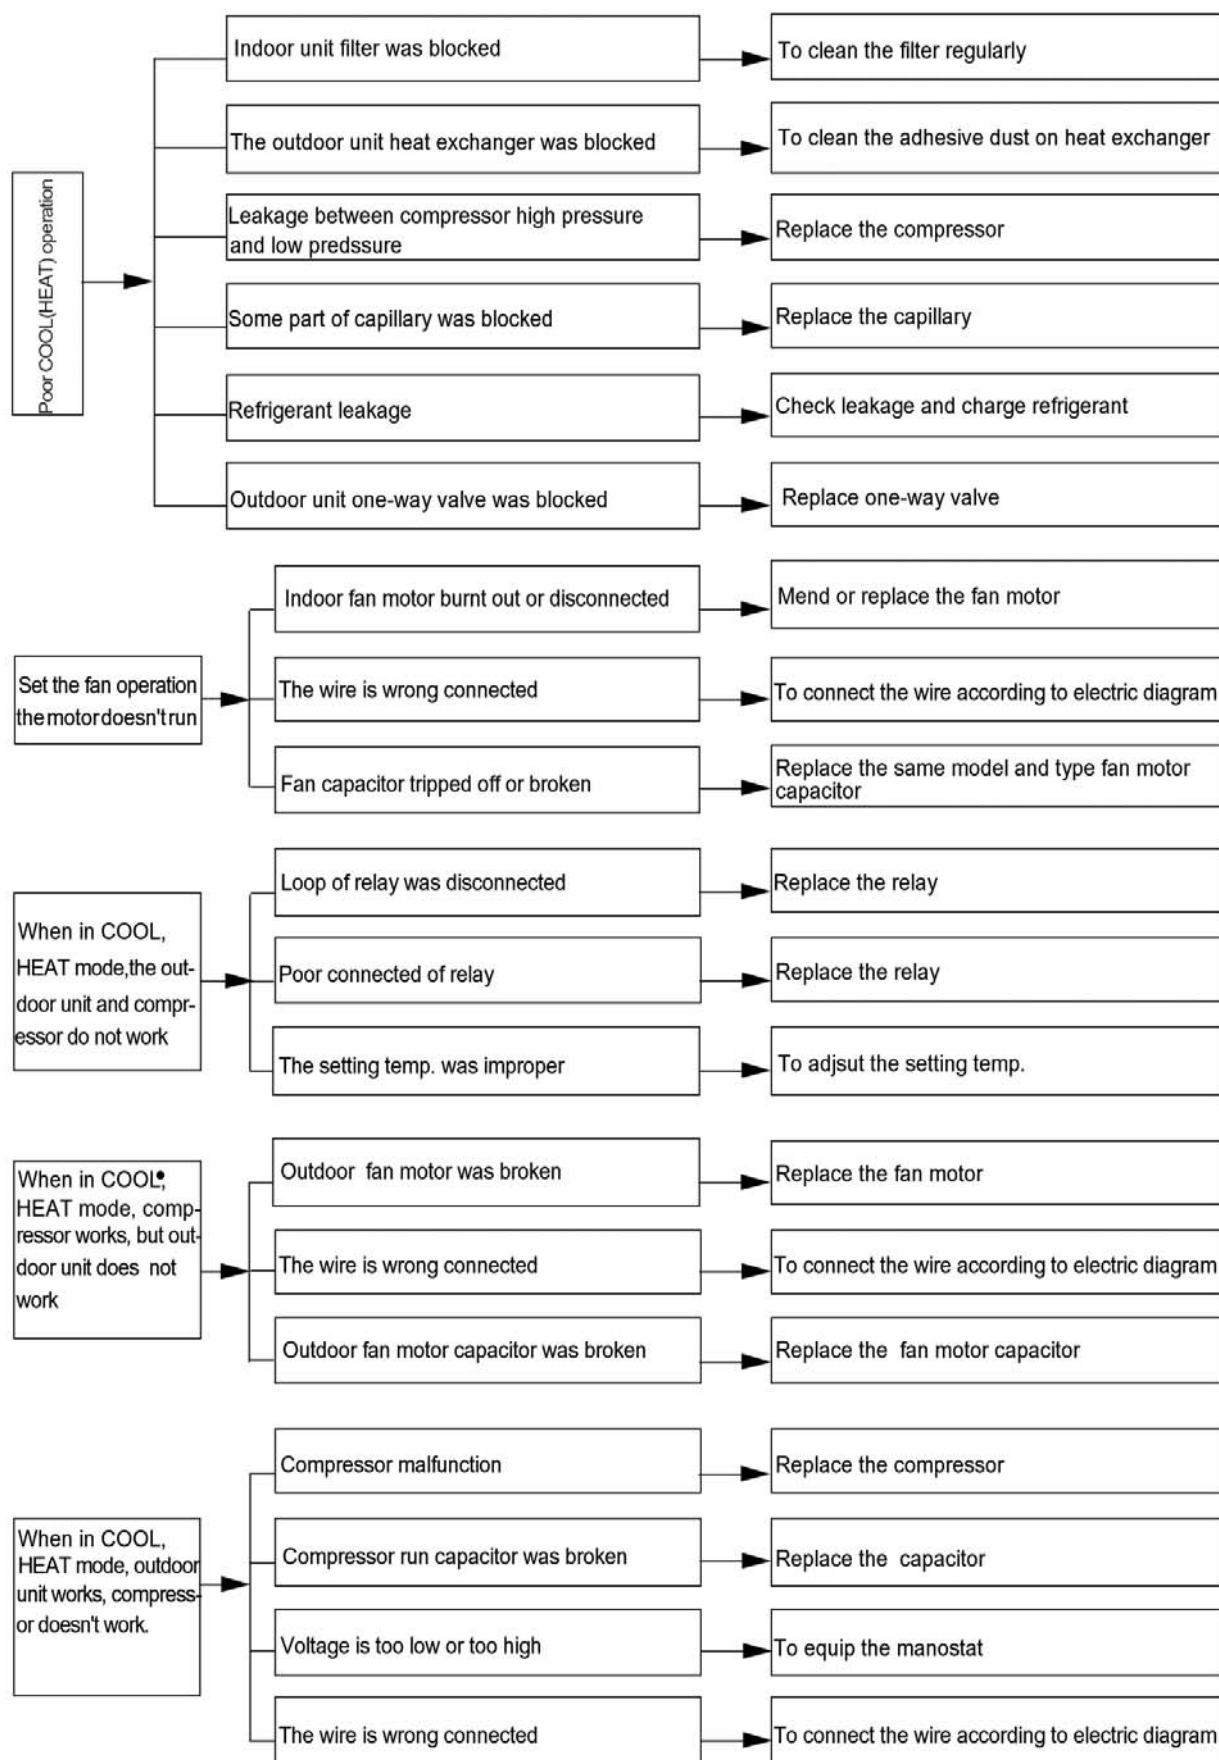 Poor COOL(HEAT) operation
Indoor unit filter was blocked
To clean the filter regularly
The outdoor unit heat exchanger was blocked
To clean the adhesive dust on heat exchanger
Leakage between compressor high pressure
and low predssure
Replace the compressor
Some part of capillary was blocked
Replace the capillary
Refrigerant leakage
Check leakage and charge refrigerant
Outdoor unit one-way valve was blocked
Replace one-way valve
Set the fan operation
the motor doesn't run
Indoor fan motor burnt out or disconnected
Mend or replace the fan motor
The wire is wrong connected
To connect the wire according to electric diagram
Fan capacitor tripped off or broken
Replace the same model and type fan motor
capacitor
When in COOL,
HEAT mode,the out-
door unit and compr-
essor do not work
Loop of relay was disconnected
Replace the relay
Poor connected of relay
Replace the relay
The setting temp. was improper
To adjsut the setting temp.
When in COOL,
HEAT mode, comp-
ressor works, but out-
door unit does not
work
Outdoor fan motor was broken
Replace the fan motor
The wire is wrong connected
To connect the wire according to electric diagram
Outdoor fan motor capacitor was broken
Replace the fan motor capacitor
When in COOL,
HEAT mode, outdoor
unit works, compress-
or doesn't work.
Compressor malfunction
Replace the compressor
Compressor run capacitor was broken
Replace the capacitor
Voltage is too low or too high
To equip the manostat
The wire is wrong connected
To connect the wire according to electric diagram